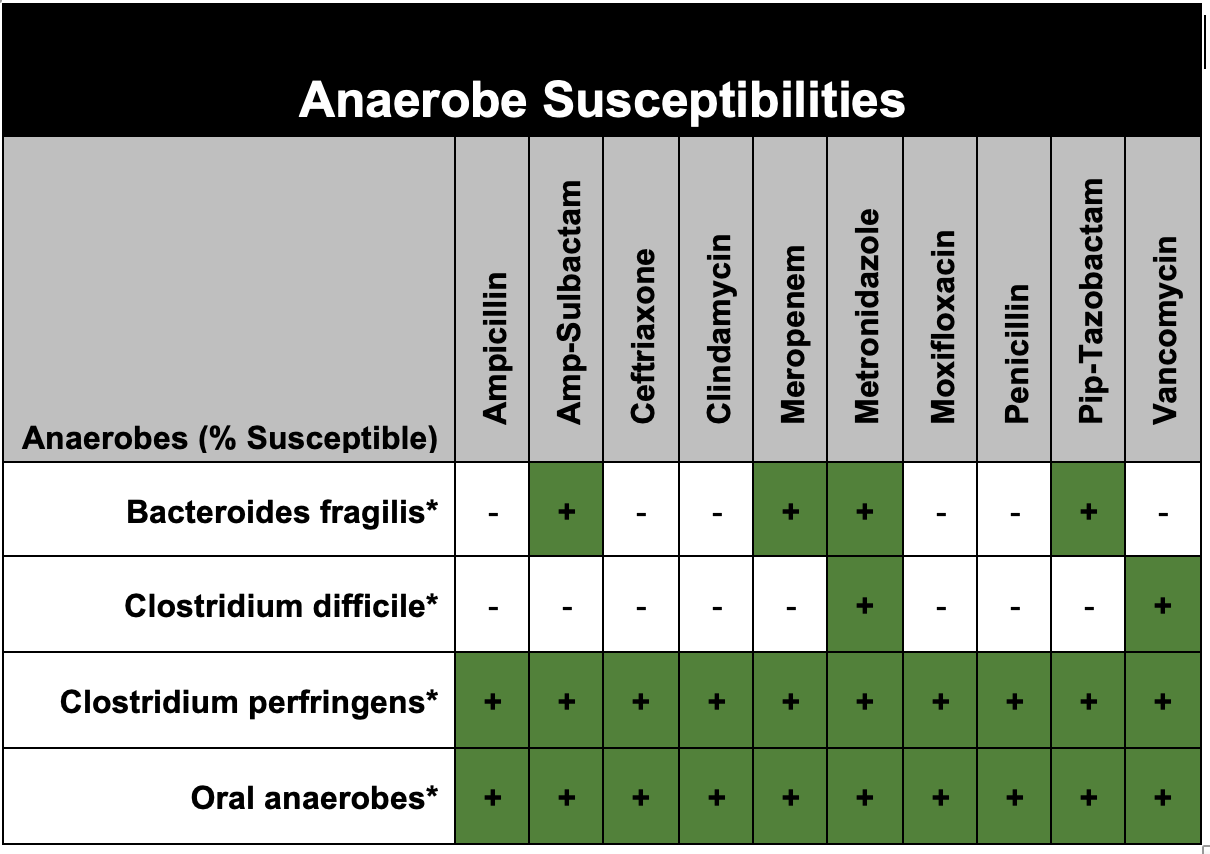 Anaerobe Susceptibilities
Anaerobes (% Susceptible)
Ampicillin
Amp-Sulbactam
Ceftriaxone
Clindamycin
Meropenem
Metronidazole
Moxifloxacin
Penicillin
Pip-Tazobactam
Vancomycin
Bacteroides fragilis* - + - - + + - - + -
Clostridium difficile* - - - - - + - - - +
Clostridium perfringens* + + + + + + + + + +
Oral anaerobes* + + + + + + + + + +